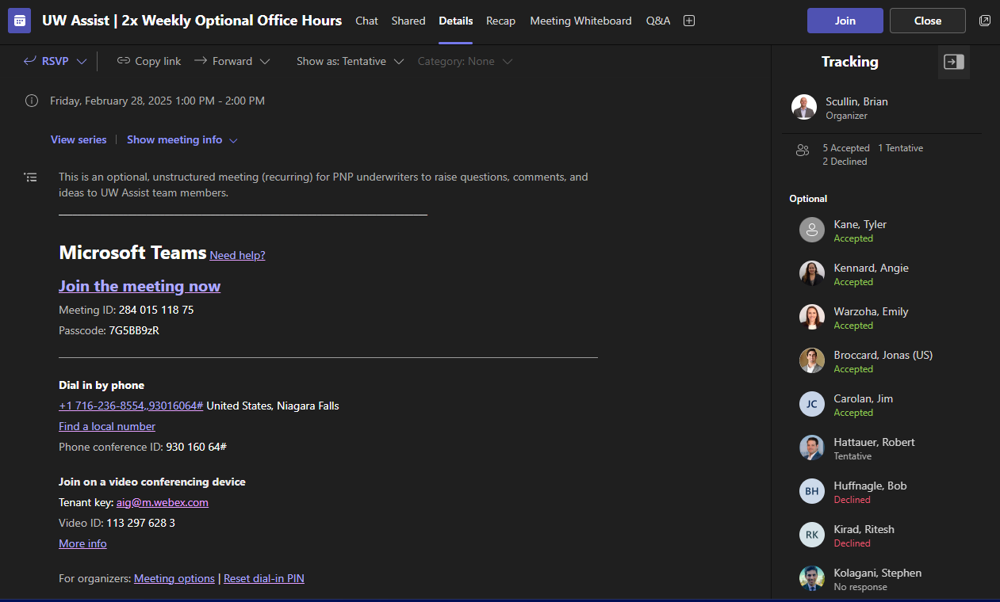 UW Assist | 2x Weekly Optional Office Hours Chat Shared Details Recap Meeting Whiteboard Q&A Join Close
RSVP Copy link Forward Show as: Tentative Category: None
Friday, February 28, 2025 1:00 PM - 2:00 PM
View series | Show meeting info
This is an optional, unstructured meeting (recurring) for PNP underwriters to raise questions, comments, and
ideas to UW Assist team members.
Microsoft Teams Need help?
Join the meeting now
Meeting ID: 284 015 118 75
Passcode: 7G5BB9zR
Dial in by phone
+1 716-236-8554,,93016064# United States, Niagara Falls
Find a local number
Phone conference ID: 930 160 64#
Join on a video conferencing device
Tenant key: aig@m.webex.com
Video ID: 113 297 628 3
More info
For organizers: Meeting options | Reset dial-in PIN
Tracking
Scullin, Brian
Organizer
5 Accepted 1 Tentative
2 Declined
Optional
Kane, Tyler
Accepted
Kennard, Angie
Accepted
Warzoha, Emily
Accepted
Broccard, Jonas (US)
Accepted
JC Carolan, Jim
Accepted
Hattauer, Robert
Tentative
BH Huffnagle, Bob
Declined
RK Kirad, Ritesh
Declined
Kolagani, Stephen
No response